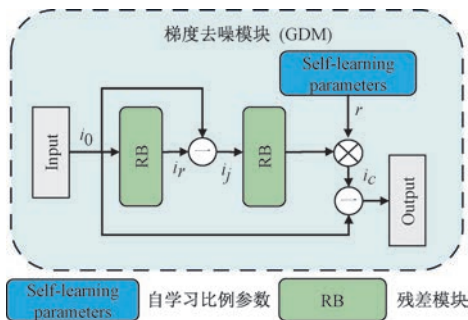 梯度去噪模块 (GDM)
Self-learning
parameters
r
Input
i0
RB
ir
ij
RB
ic
Output
Self-learning
parameters
自学习比例参数
RB
残差模块